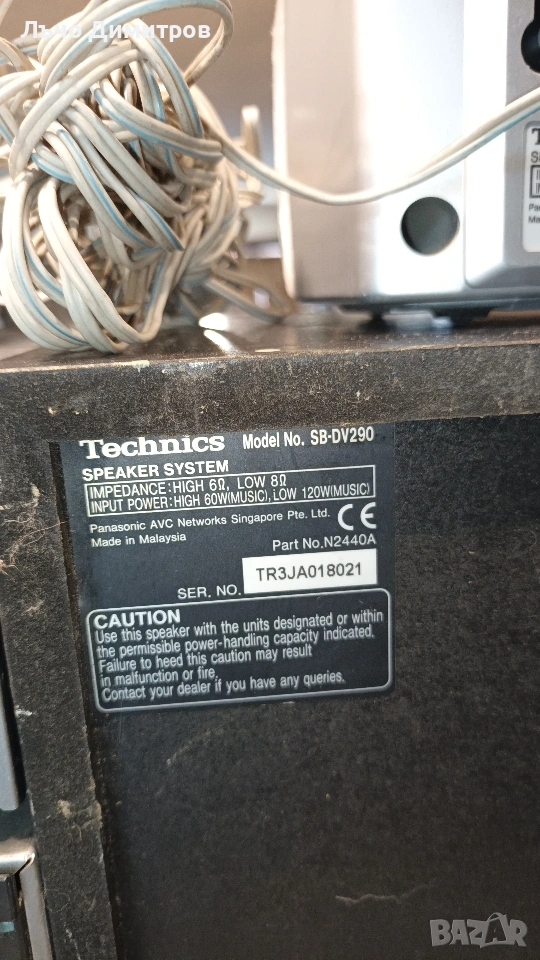 Лъчо Димитров
Technics Model No. SB-DV290
SPEAKER SYSTEM
IMPEDANCE:HIGH 6Ω, LOW 8Ω
INPUT POWER:HIGH 60W(MUSIC), LOW 120W(MUSIC)
Panasonic AVC Networks Singapore Pte. Ltd. CE
Made in Malaysia
Part No.N2440A
SER. NO. TR3JA018021
CAUTION
Use this speaker with the units designated or within
the permissible power-handling capacity indicated.
Failure to heed this caution may result
in malfunction or fire.
Contact your dealer if you have any queries.
BAZAR